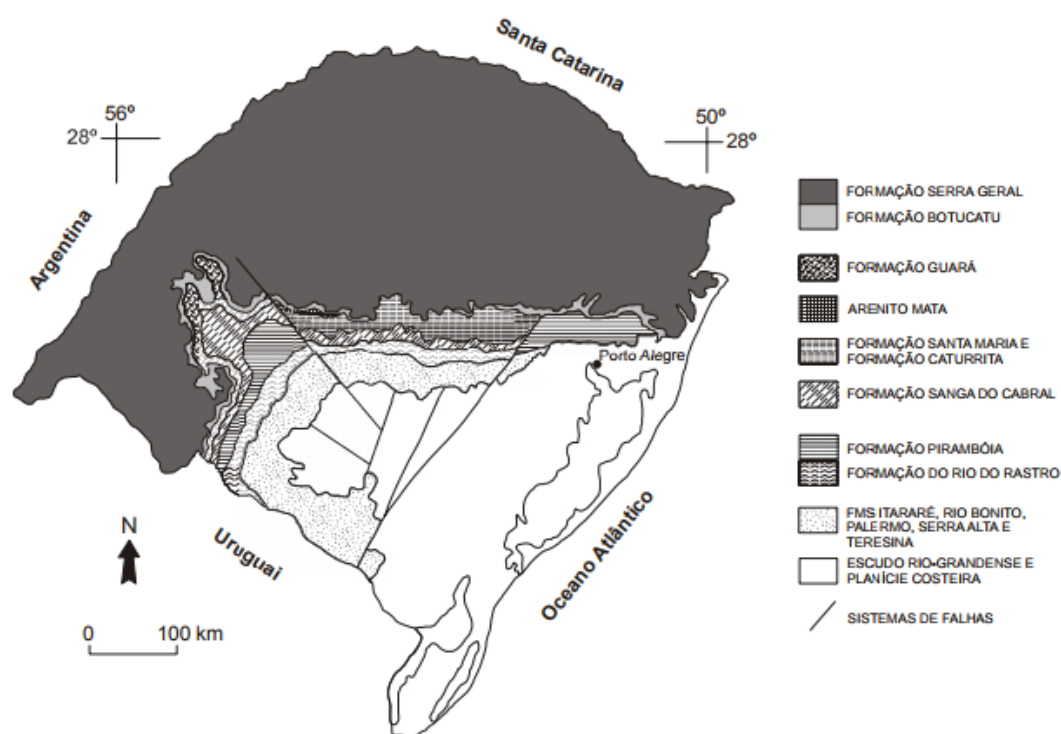 Santa Catarina
56º
28º
50º
28º
Argentina
Porto Alegre
Uruguai
Oceano Atlântico
N
0 100 km
FORMAÇÃO SERRA GERAL
FORMAÇÃO BOTUCATU
FORMAÇÃO GUARÁ
ARENITO MATA
FORMAÇÃO SANTA MARIA E
FORMAÇÃO CATURRITA
FORMAÇÃO SANGA DO CABRAL
FORMAÇÃO PIRAMBÓIA
FORMAÇÃO DO RIO DO RASTRO
FMS ITARARÉ, RIO BONITO,
PALERMO, SERRA ALTA E
TERESINA
ESCUDO RIO-GRANDENSE E
PLANÍCIE COSTEIRA
SISTEMAS DE FALHAS